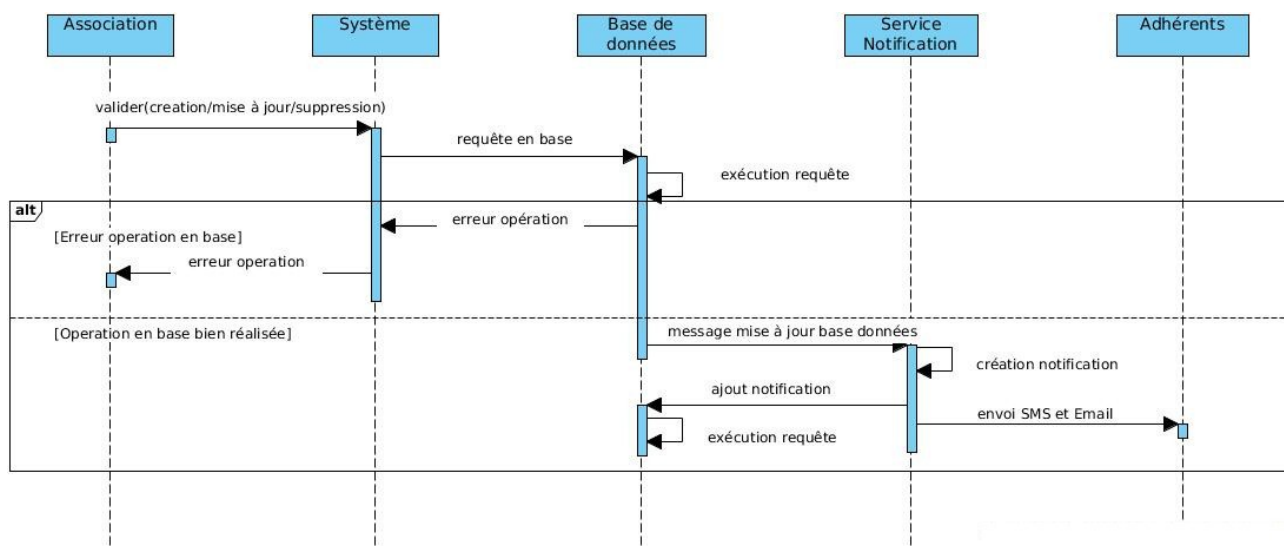 Association
Système
Base de
données
Service
Notification
Adhérents
valider(creation/mise à jour/suppression)
requête en base
exécution requête
alt
erreur opération
[Erreur operation en base]
erreur operation
[Operation en base bien réalisée]
message mise à jour base données
création notification
ajout notification
envoi SMS et Email
exécution requête